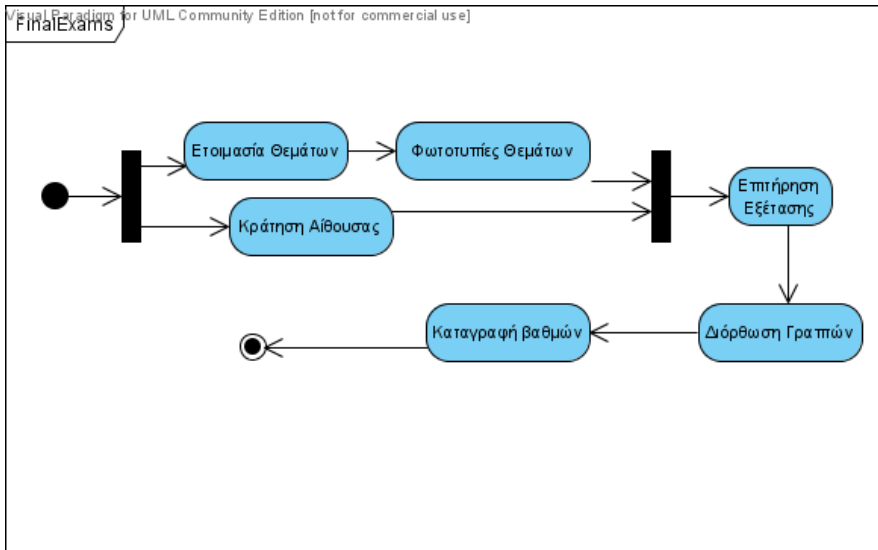 Visual Paradigm for UML Community Edition [not for commercial use]
FinalExams
Ετοιμασία Θεμάτων
Φωτοτυπίες Θεμάτων
Κράτηση Αίθουσας
Επιτήρηση
Εξέτασης
Καταγραφή βαθμών
Διόρθωση Γραπτών